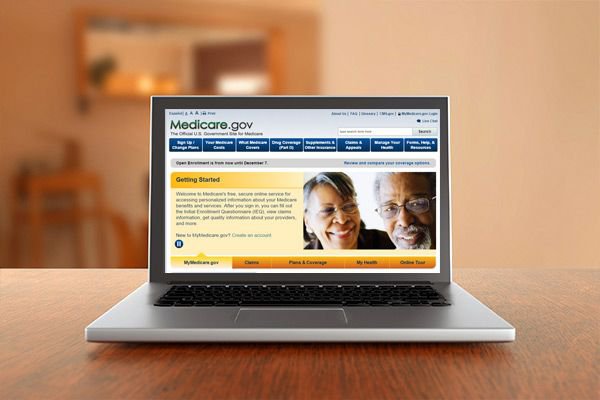 Español | A A A | Print
About Us | FAQ | Glossary | CMS.gov | MyMedicare.gov Login
Live Chat
Medicare.gov
The Official U.S. Government Site for Medicare
type search term here
Search
Sign Up / Change Plans
Your Medicare Costs
What Medicare Covers
Drug Coverage (Part D)
Supplements & Other Insurance
Claims & Appeals
Manage Your Health
Forms, Help, & Resources
Open Enrollment is from now until December 7.
Review and compare your coverage options.
Getting Started
Welcome to Medicare's free, secure online service for
accessing personalized information about your Medicare
benefits and services. After you sign in, you can fill out
the Initial Enrollment Questionnaire (IEQ), view claims
information, get quality information about your providers,
and more
New to MyMedicare.gov? Create an account
MyMedicare.gov
Claims
Plans & Coverage
My Health
Online Tour